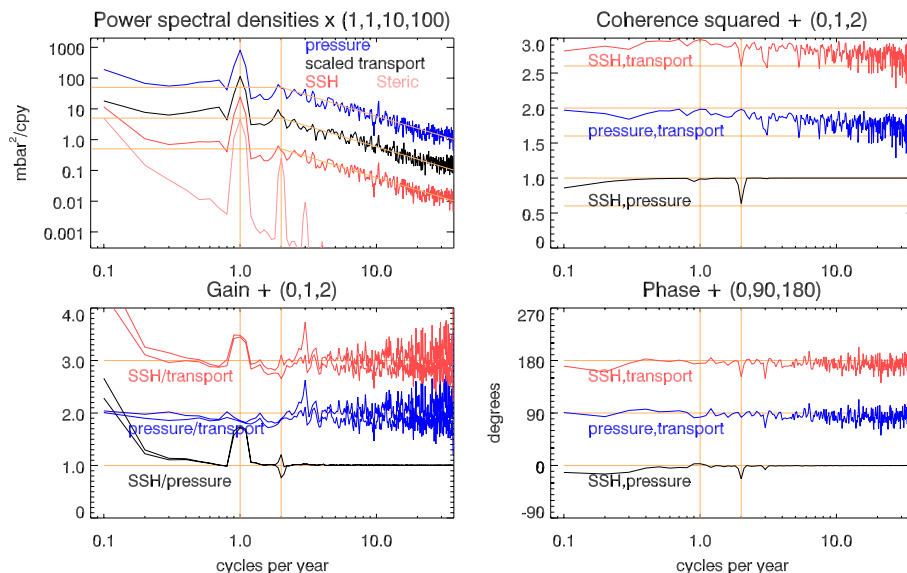 Power spectral densities x (1,1,10,100)
mbar²/cpy
1000
100
10
1.0
0.1
0.01
0.001
pressure
scaled transport
SSH Steric
0.1 1.0 10.0
Coherence squared + (0,1,2)
3.0
2.5
2.0
1.5
1.0
0.5
0
SSH,transport
pressure,transport
SSH,pressure
0.1 1.0 10.0
Gain + (0,1,2)
4.0
3.0
2.0
1.0
0
SSH/transport
pressure/transport
SSH/pressure
0.1 1.0 10.0
cycles per year
Phase + (0,90,180)
degrees
270
180
90
0
-90
SSH,transport
pressure,transport
SSH,pressure
0.1 1.0 10.0
cycles per year